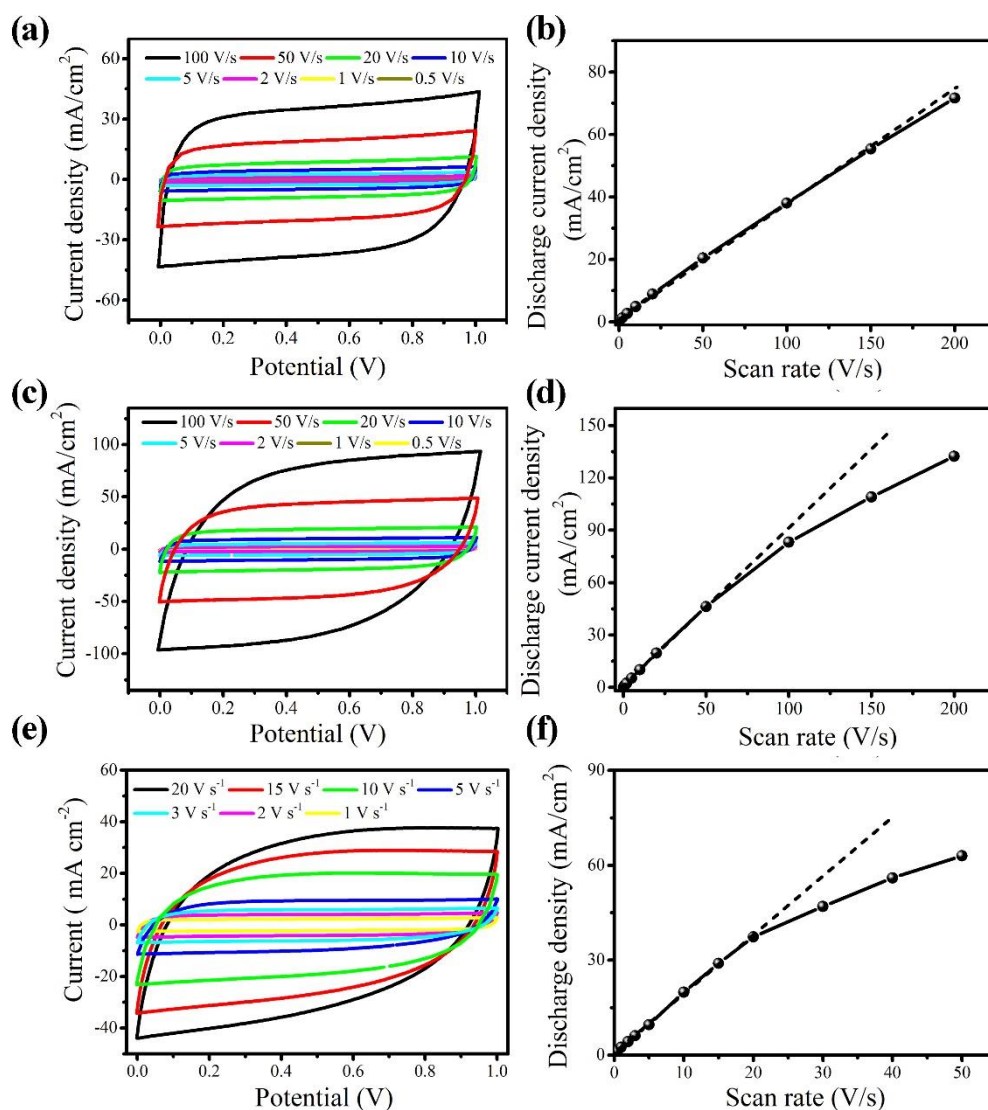 (a)
100 V/s 50 V/s 20 V/s 10 V/s
5 V/s 2 V/s 1 V/s 0.5 V/s
Current density (mA/cm²)
60
30
0
-30
-60
0.0 0.2 0.4 0.6 0.8 1.0
Potential (V)
(b)
Discharge current density
(mA/cm²)
80
60
40
20
0
0 50 100 150 200
Scan rate (V/s)
(c)
100 V/s 50 V/s 20 V/s 10 V/s
5 V/s 2 V/s 1 V/s 0.5 V/s
Current density (mA/cm²)
100
50
0
-50
-100
0.0 0.2 0.4 0.6 0.8 1.0
Potential (V)
(d)
Discharge current density
(mA/cm²)
150
120
90
60
30
0
0 50 100 150 200
Scan rate (V/s)
(e)
20 V s⁻¹ 15 V s⁻¹ 10 V s⁻¹ 5 V s⁻¹
3 V s⁻¹ 2 V s⁻¹ 1 V s⁻¹
Current ( mA cm⁻²)
60
40
20
0
-20
-40
0.0 0.2 0.4 0.6 0.8 1.0
Potential (V)
(f)
Discharge density (mA/cm²)
90
60
30
0
0 10 20 30 40 50
Scan rate (V/s)